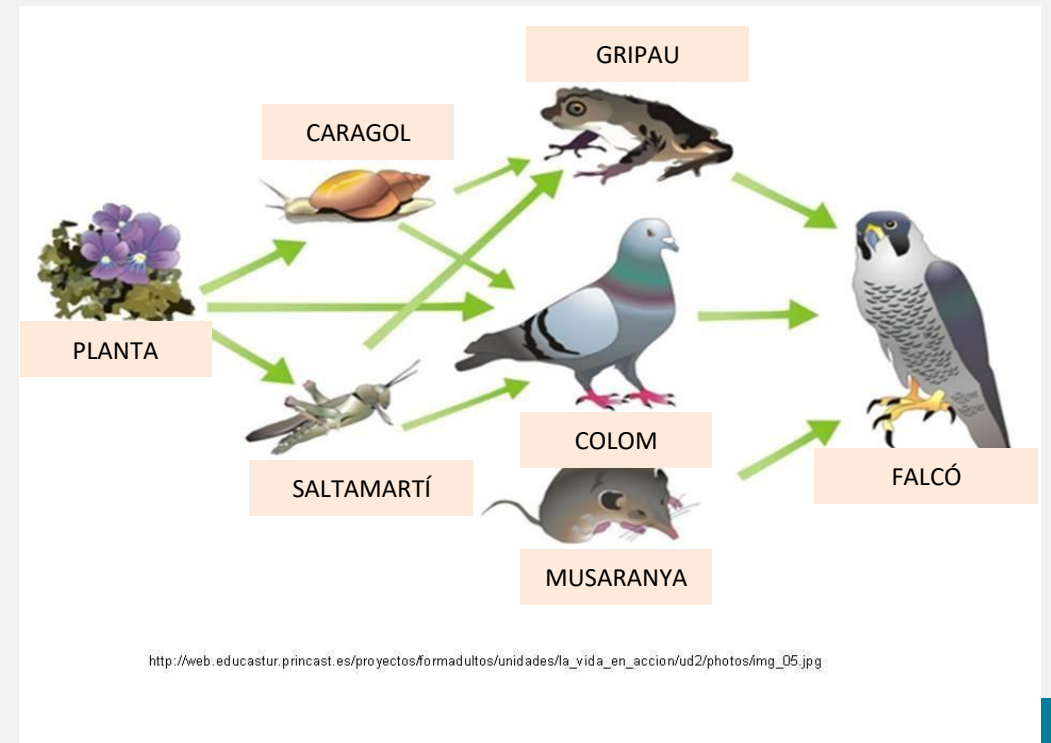 GRIPAU
CARAGOL
PLANTA
COLOM
SALTAMARTÍ
FALCÓ
MUSARANYA
http://web.educastur.princast.es/proyectos/formadultos/unidades/la_vida_en_accion/ud2/photos/img_05.jpg